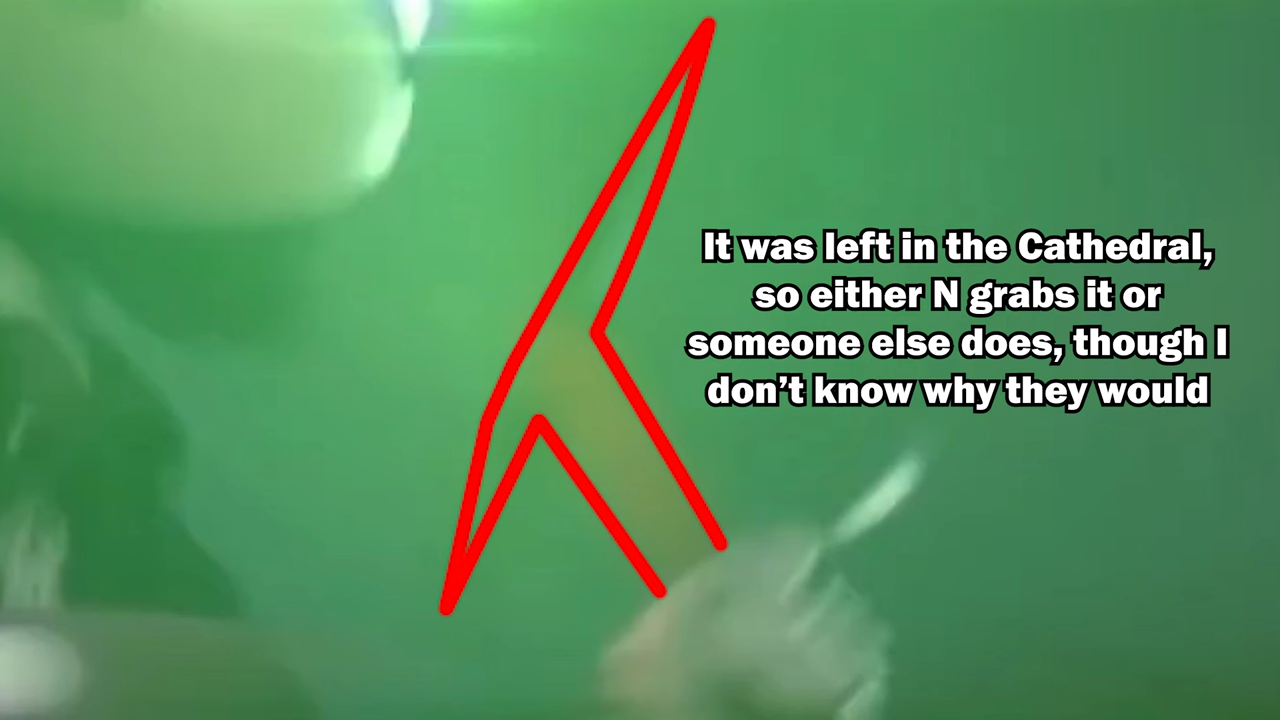 It was left in the Cathedral,
so either N grabs it or
someone else does, though I
don’t know why they would